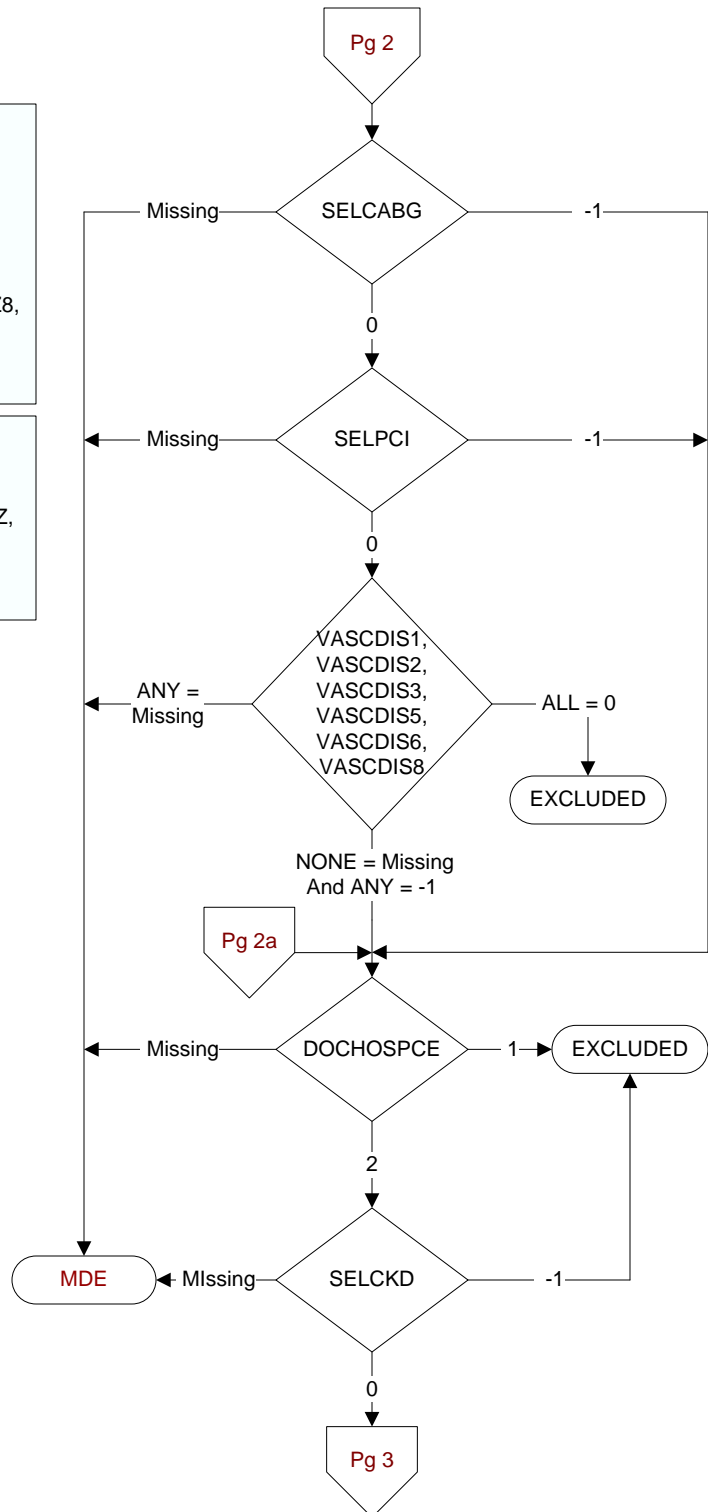 Pg 2
Missing
SELCABG
-1
0
Missing
SELPCI
-1
0
VASCDIS1,
VASCDIS2,
VASCDIS3,
VASCDIS5,
VASCDIS6,
VASCDIS8
ANY =
Missing
ALL = 0
EXCLUDED
NONE = Missing
And ANY = -1
Pg 2a
Missing
DOCHOSPCE
1
EXCLUDED
2
MDE
MIssing
SELCKD
-1
0
Pg 3